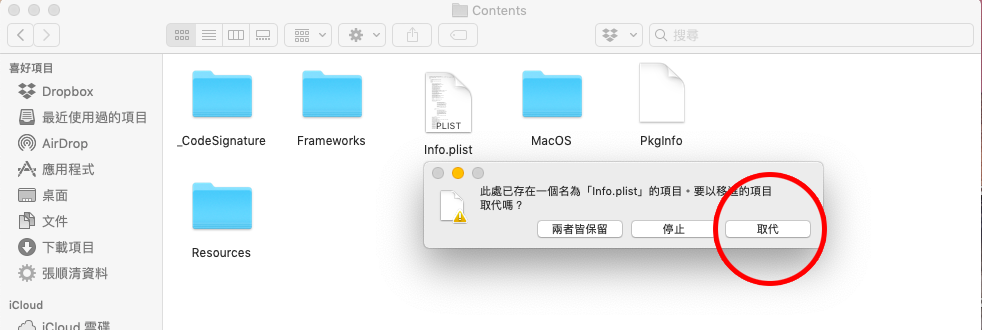 Contents
搜尋
喜好項目
Dropbox
最近使用過的項目
AirDrop
應用程式
桌面
文件
下載項目
張順清資料
iCloud
iCloud 雲碟
_CodeSignature
Frameworks
PLIST
Info.plist
MacOS
PkgInfo
Resources
此處已存在一個名為「Info.plist」的項目。要以移進的項目
取代嗎？
兩者皆保留
停止
取代